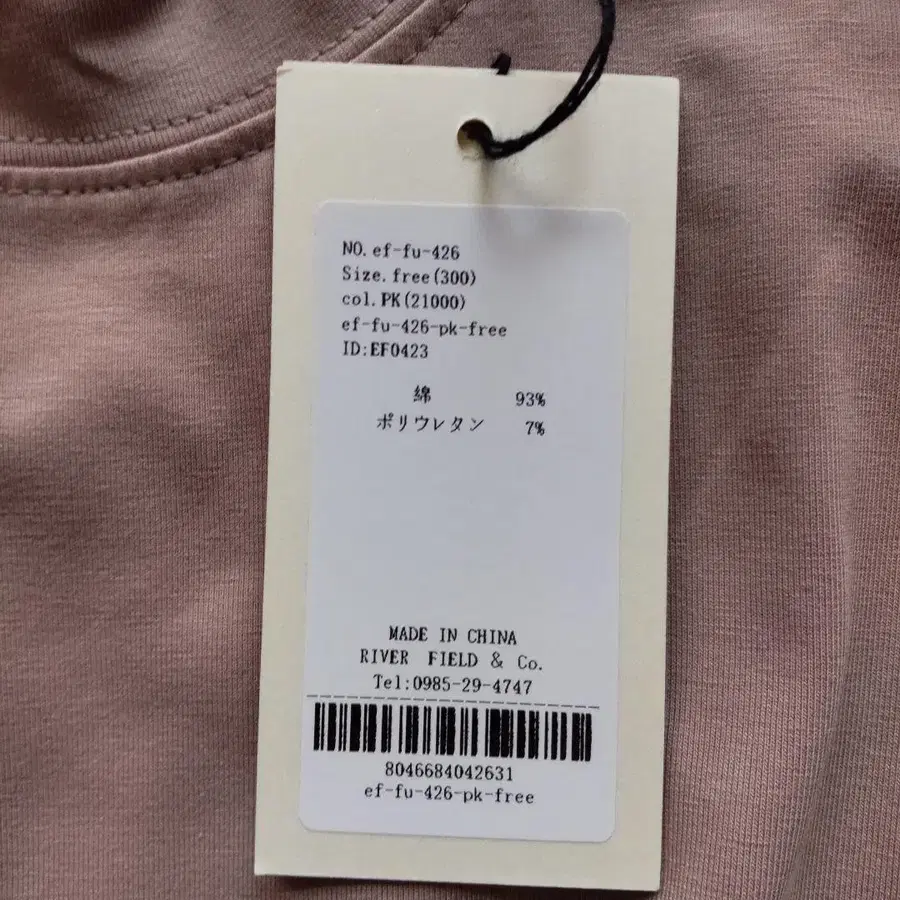 NO. ef-fu-426
Size. free(300)
col. PK(21000)
ef-fu-426-pk-free
ID:EF0423
綿 93%
ポリウレタン 7%
MADE IN CHINA
RIVER FIELD & Co.
Tel:0985-29-4747
8046684042631
ef-fu-426-pk-free